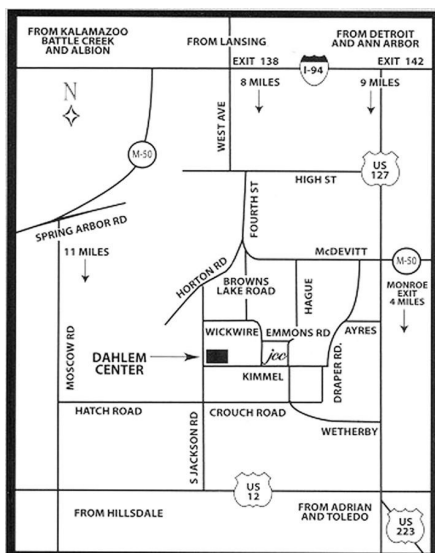 FROM KALAMAZOO
BATTLE CREEK
AND ALBION
FROM LANSING
FROM DETROIT
AND ANN ARBOR
EXIT 138
I-94
EXIT 142
8 MILES
9 MILES
N
WEST AVE
M-50
US
127
HIGH ST
FOURTH ST
SPRING ARBOR RD
11 MILES
McDEVITT
M-50
HORTON RD
BROWNS
LAKE ROAD
HAGUE
MONROE
EXIT
4 MILES
MOSCOW RD
WICKWIRE
EMMONS RD
AYRES
DAHLEM
CENTER
jcc
KIMMEL
DRAPER RD.
HATCH ROAD
S JACKSON RD
CROUCH ROAD
WETHERBY
US
12
FROM HILLSDALE
FROM ADRIAN
AND TOLEDO
US
223